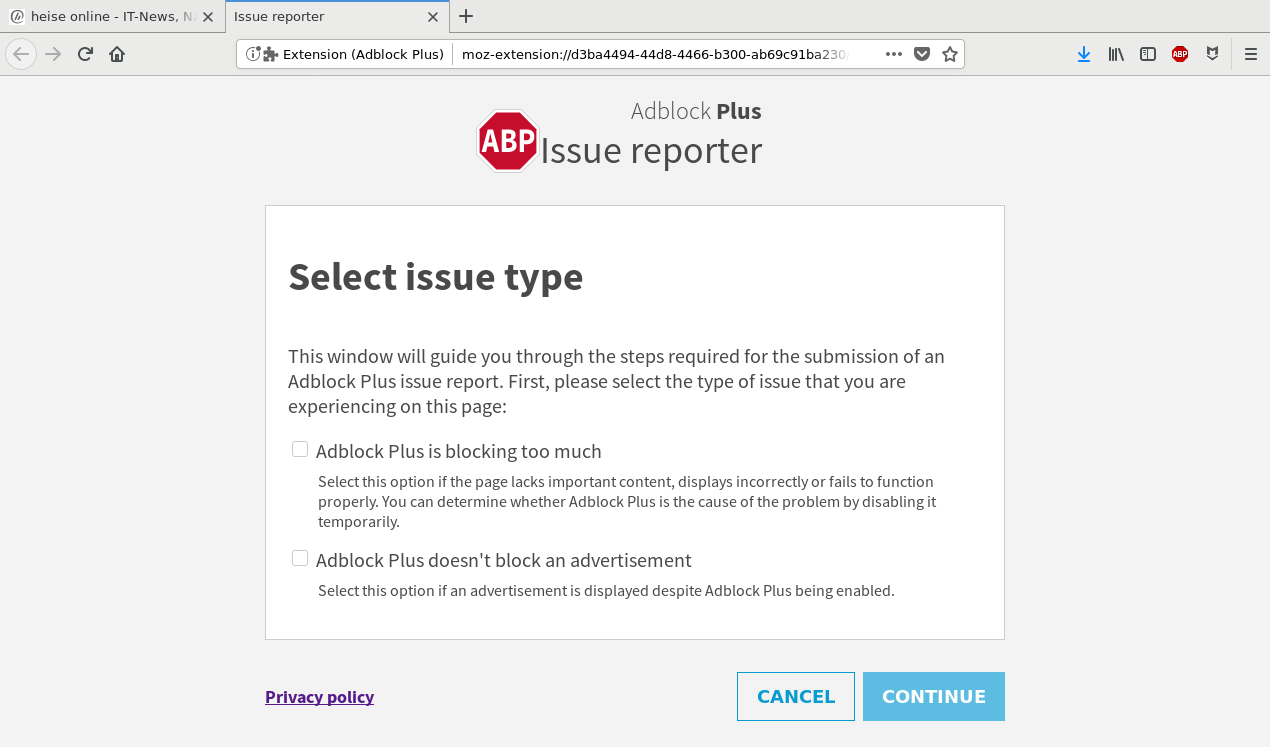 heise online - IT-News, N
Issue reporter
Extension (Adblock Plus)
moz-extension://d3ba4494-44d8-4466-b300-ab69c91ba230/
ABP
Adblock Plus
ABP
Issue reporter
Select issue type
This window will guide you through the steps required for the submission of an
Adblock Plus issue report. First, please select the type of issue that you are
experiencing on this page:
Adblock Plus is blocking too much
Select this option if the page lacks important content, displays incorrectly or fails to function
properly. You can determine whether Adblock Plus is the cause of the problem by disabling it
temporarily.
Adblock Plus doesn't block an advertisement
Select this option if an advertisement is displayed despite Adblock Plus being enabled.
Privacy policy
CANCEL
CONTINUE